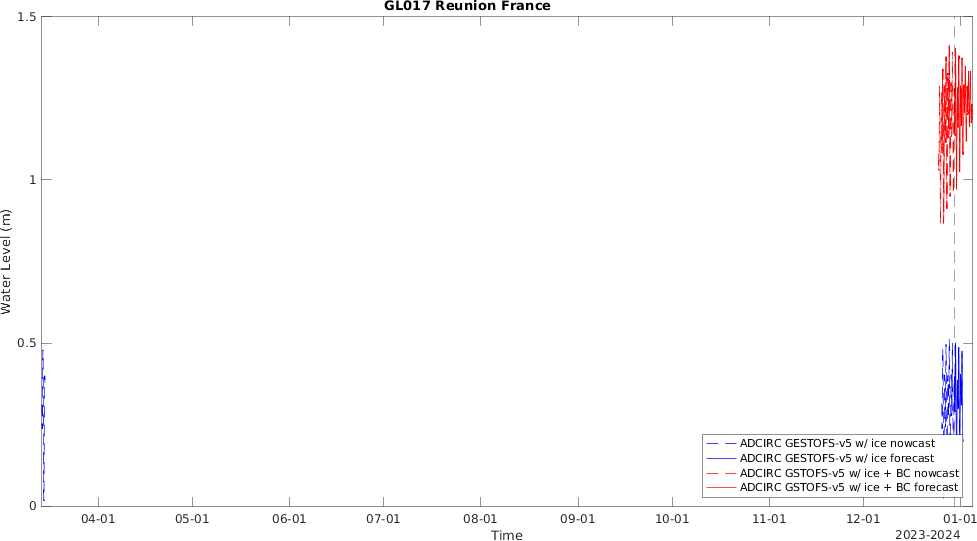 GL017 Reunion France
1.5
1
0.5
0
Water Level (m)
04-01
05-01
06-01
07-01
08-01
09-01
10-01
11-01
12-01
01-01
Time
2023-2024
ADCIRC GESTOFS-v5 w/ ice nowcast
ADCIRC GESTOFS-v5 w/ ice forecast
ADCIRC GSTOFS-v5 w/ ice + BC nowcast
ADCIRC GSTOFS-v5 w/ ice + BC forecast